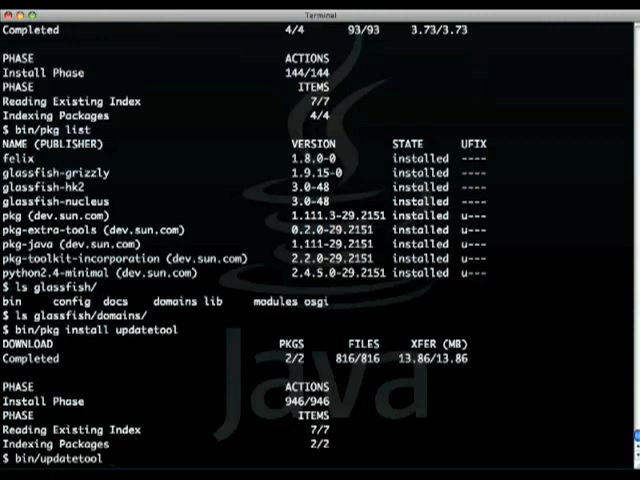 Terminal
Completed 4/4 93/93 3.73/3.73
PHASE ACTIONS
Install Phase 144/144
PHASE ITEMS
Reading Existing Index 7/7
Indexing Packages 4/4
$ bin/pkg list
NAME (PUBLISHER) VERSION STATE UFIX
felix 1.8.0-0 installed ----
glassfish-grizzly 1.9.15-0 installed ----
glassfish-hk2 3.0-48 installed ----
glassfish-nucleus 3.0-48 installed ----
pkg (dev.sun.com) 1.111.3-29.2151 installed u---
pkg-extra-tools (dev.sun.com) 0.2.0-29.2151 installed u---
pkg-java (dev.sun.com) 1.111-29.2151 installed u---
pkg-toolkit-incorporation (dev.sun.com) 2.2.0-29.2151 installed u---
python2.4-minimal (dev.sun.com) 2.4.5.0-29.2151 installed u---
$ ls glassfish/
bin config docs domains lib modules osgi
$ ls glassfish/domains/
$ bin/pkg install updatetool
DOWNLOAD PKGS FILES XFER (MB)
Completed 2/2 816/816 13.86/13.86
PHASE ACTIONS
Install Phase 946/946
PHASE ITEMS
Reading Existing Index 7/7
Indexing Packages 2/2
$ bin/updatetool
Java